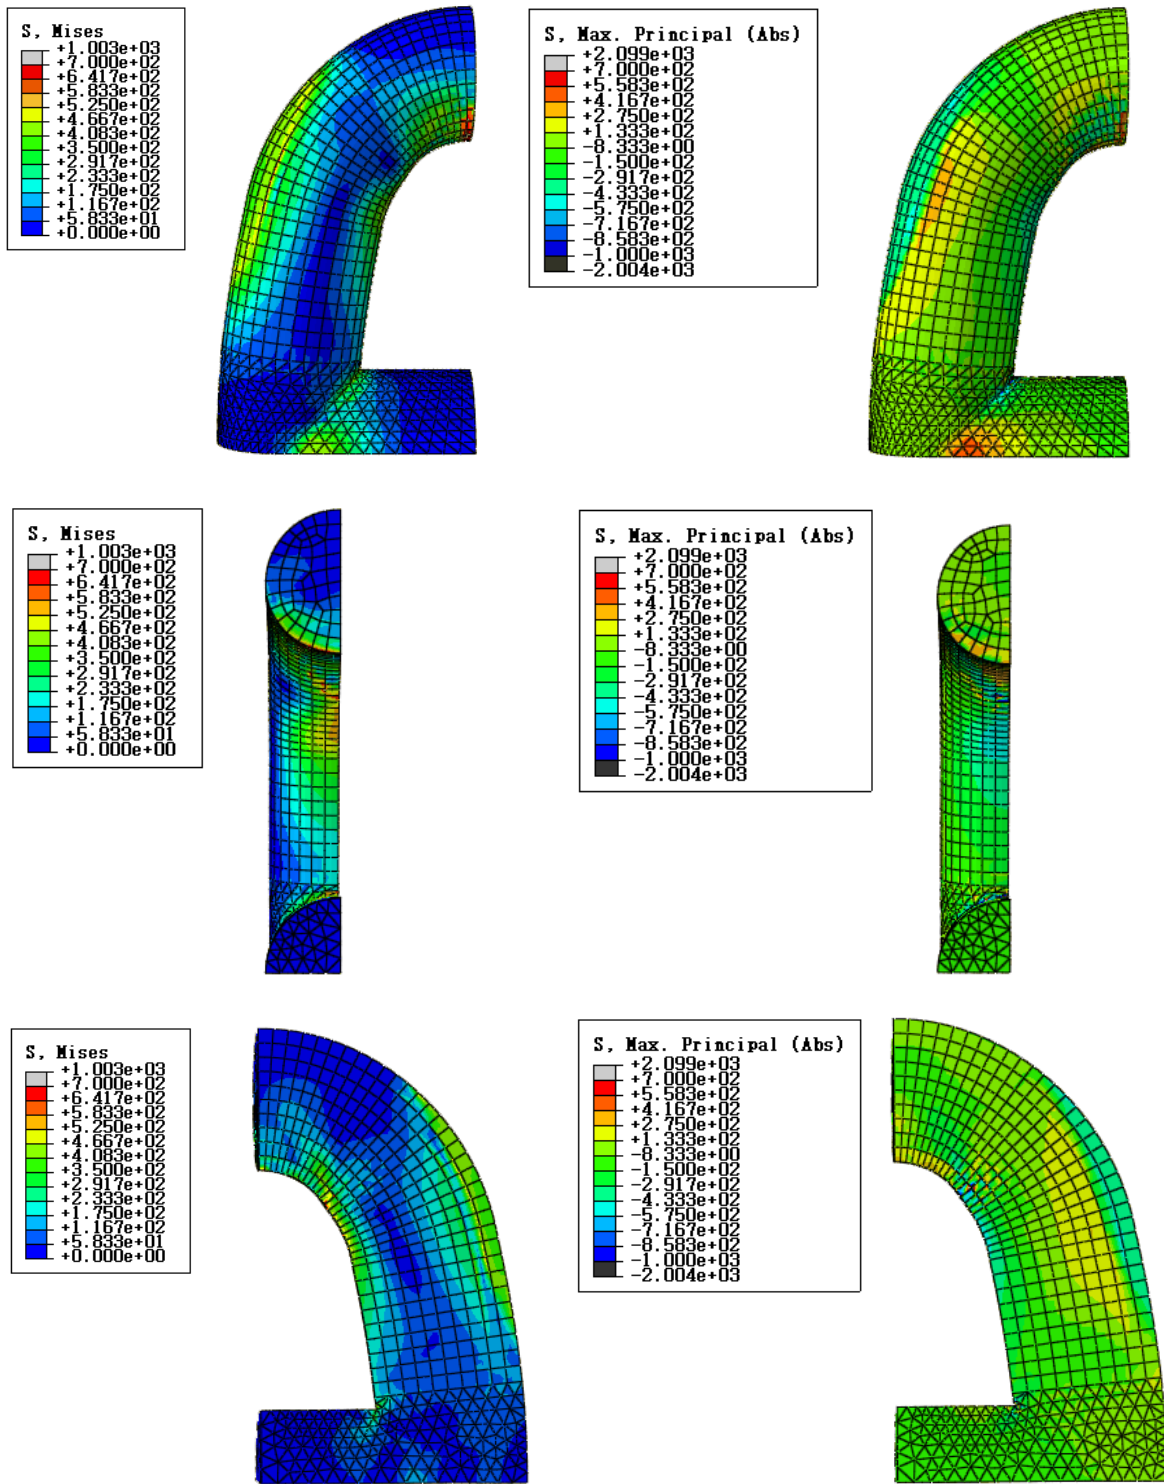 S, Mises
+1.003e+03
+7.000e+02
+6.417e+02
+5.833e+02
+5.250e+02
+4.667e+02
+4.083e+02
+3.500e+02
+2.917e+02
+2.333e+02
+1.750e+02
+1.167e+02
+5.833e+01
+0.000e+00
S, Max. Principal (Abs)
+2.099e+03
+7.000e+02
+5.583e+02
+4.167e+02
+2.750e+02
+1.333e+02
-8.333e+00
-1.500e+02
-2.917e+02
-4.333e+02
-5.750e+02
-7.167e+02
-8.583e+02
-1.000e+03
-2.004e+03
S, Mises
+1.003e+03
+7.000e+02
+6.417e+02
+5.833e+02
+5.250e+02
+4.667e+02
+4.083e+02
+3.500e+02
+2.917e+02
+2.333e+02
+1.750e+02
+1.167e+02
+5.833e+01
+0.000e+00
S, Max. Principal (Abs)
+2.099e+03
+7.000e+02
+5.583e+02
+4.167e+02
+2.750e+02
+1.333e+02
-8.333e+00
-1.500e+02
-2.917e+02
-4.333e+02
-5.750e+02
-7.167e+02
-8.583e+02
-1.000e+03
-2.004e+03
S, Mises
+1.003e+03
+7.000e+02
+6.417e+02
+5.833e+02
+5.250e+02
+4.667e+02
+4.083e+02
+3.500e+02
+2.917e+02
+2.333e+02
+1.750e+02
+1.167e+02
+5.833e+01
+0.000e+00
S, Max. Principal (Abs)
+2.099e+03
+7.000e+02
+5.583e+02
+4.167e+02
+2.750e+02
+1.333e+02
-8.333e+00
-1.500e+02
-2.917e+02
-4.333e+02
-5.750e+02
-7.167e+02
-8.583e+02
-1.000e+03
-2.004e+03